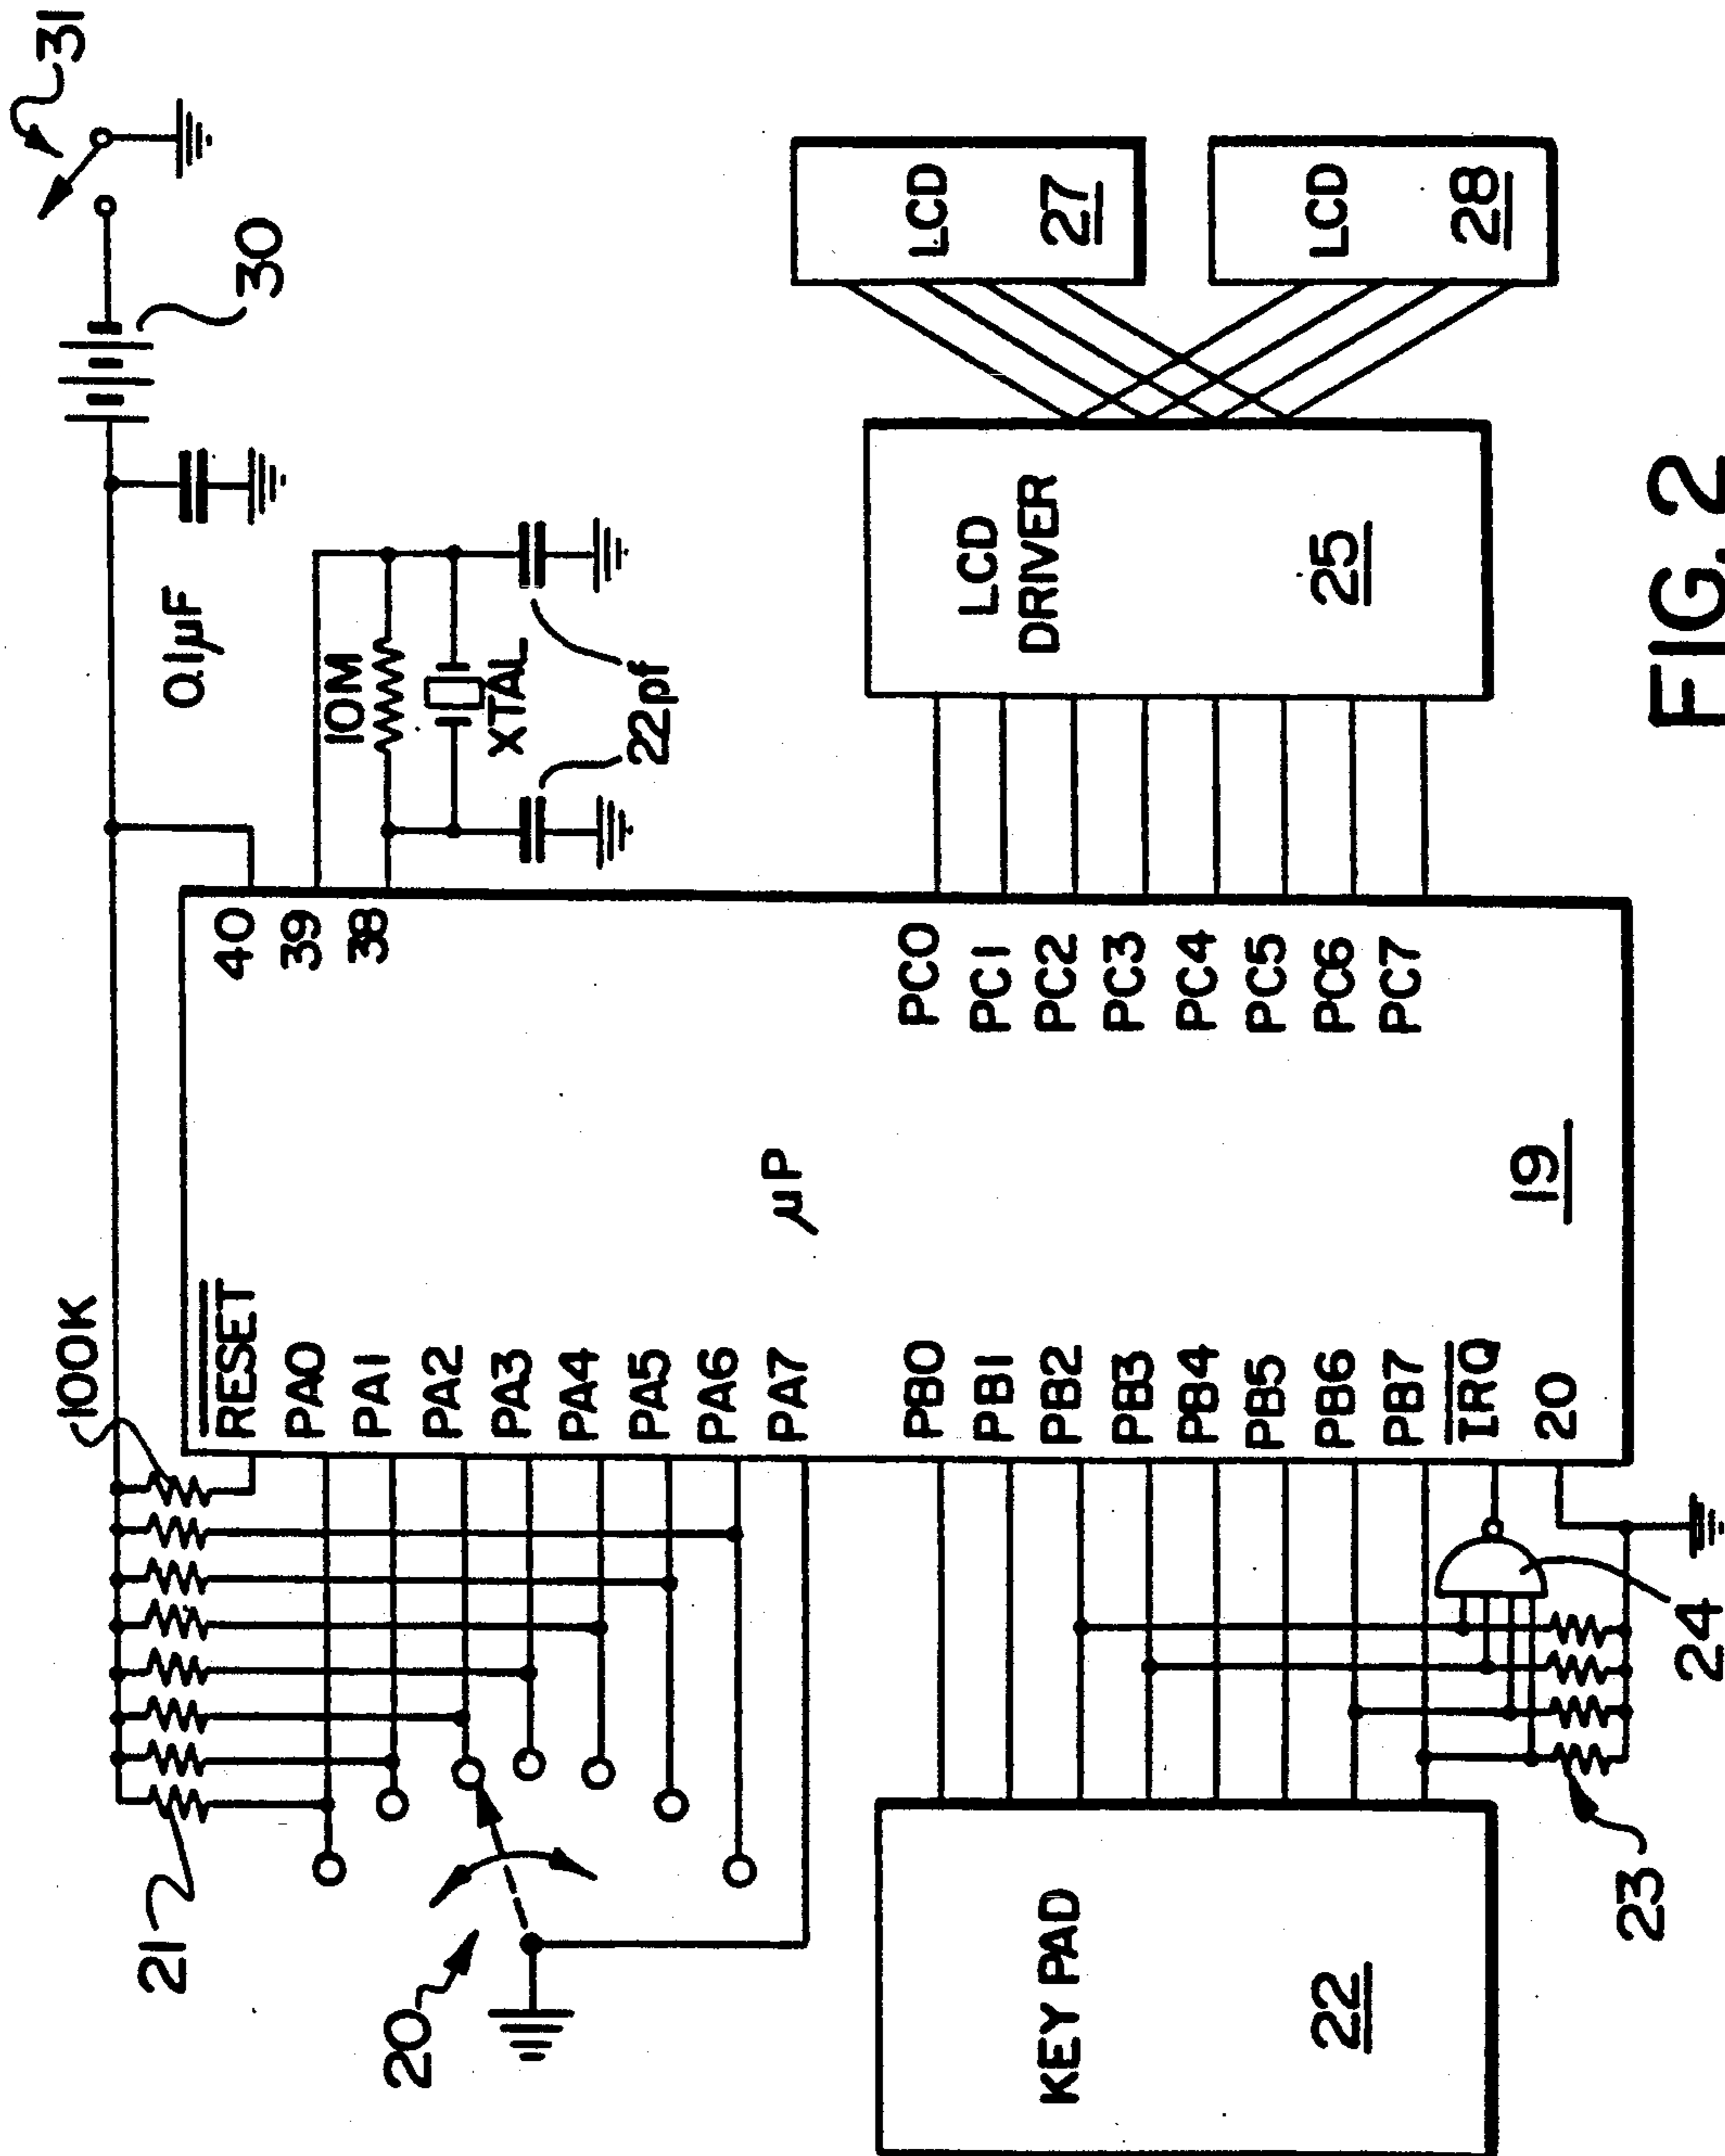 31
30
0.1µF
100K
21
20
10M
XTAL
22pf
40
39
38
RESET
PA0
PA1
PA2
PA3
PA4
PA5
PA6
PA7
µP
PB0
PB1
PB2
PB3
PB4
PB5
PB6
PB7
IRQ
20
19
PC0
PC1
PC2
PC3
PC4
PC5
PC6
PC7
KEY PAD
22
23
24
LCD
DRIVER
25
LCD
27
LCD
28
FIG. 2